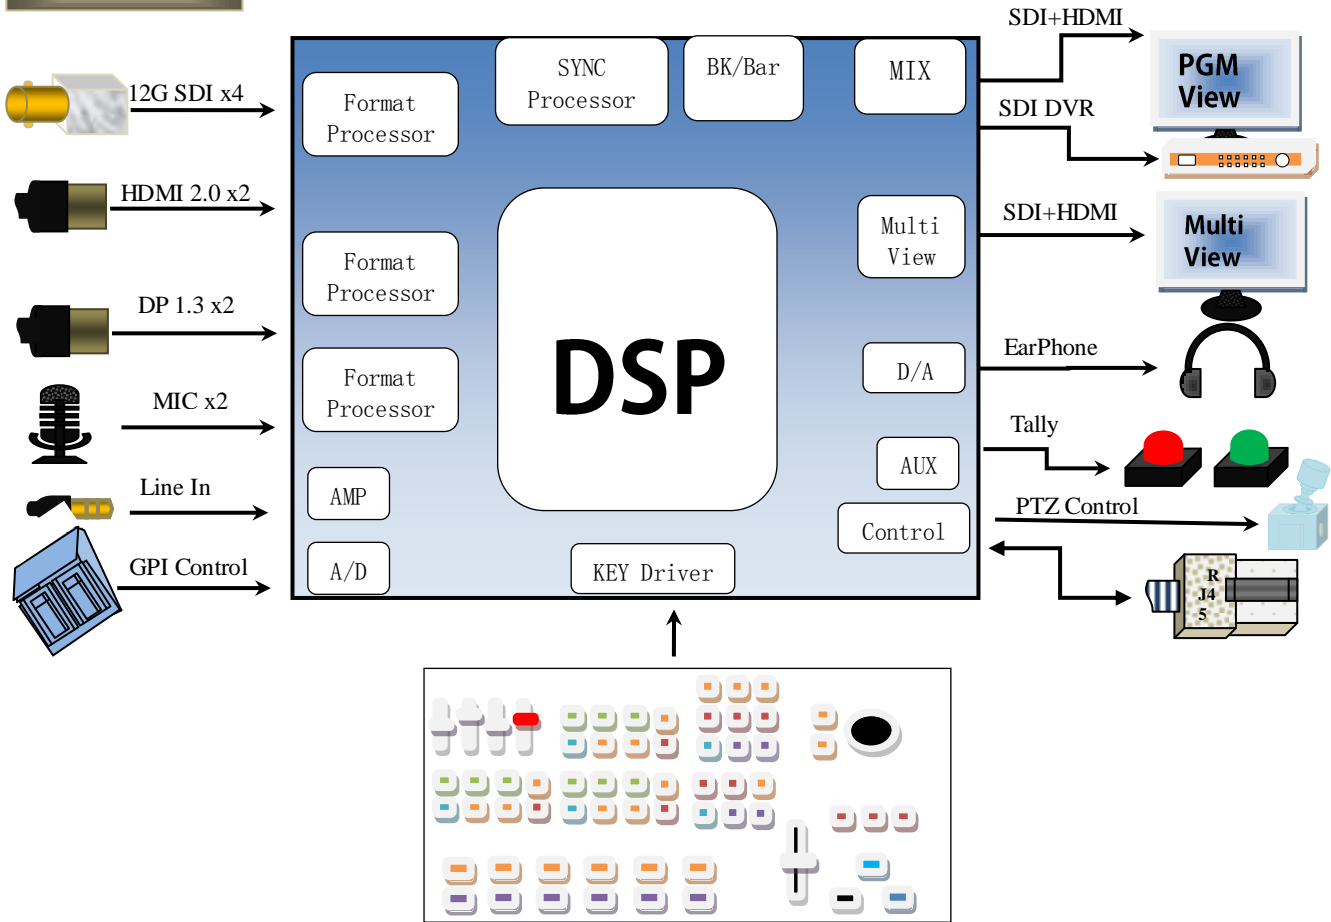 SDI+HDMI
12G SDI x4
Format
Processor
SYNC
Processor
BK/Bar
MIX
PGM
View
SDI DVR
HDMI 2.0 x2
Format
Processor
Multi
View
SDI+HDMI
Multi
View
DP 1.3 x2
Format
Processor
DSP
D/A
EarPhone
MIC x2
AUX
Tally
Line In
AMP
Control
PTZ Control
GPI Control
A/D
KEY Driver
R
J4
5